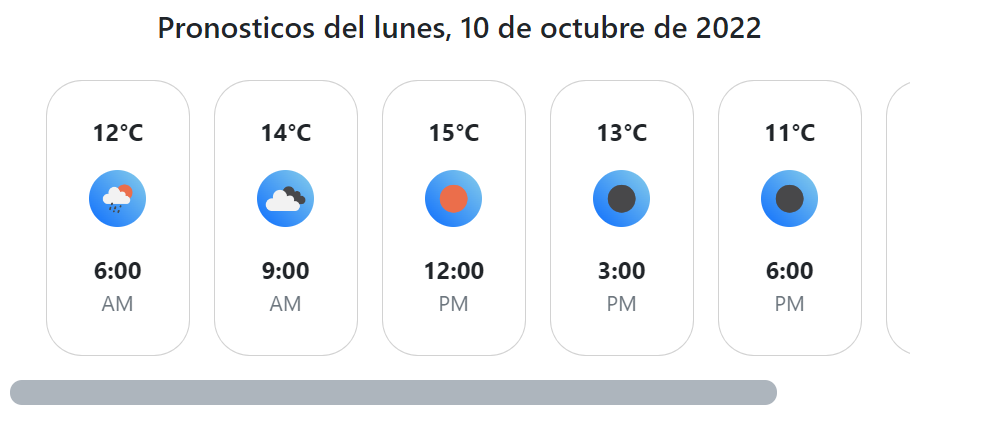 Pronosticos del lunes, 10 de octubre de 2022
12°C
6:00
AM
14°C
9:00
AM
15°C
12:00
PM
13°C
3:00
PM
11°C
6:00
PM